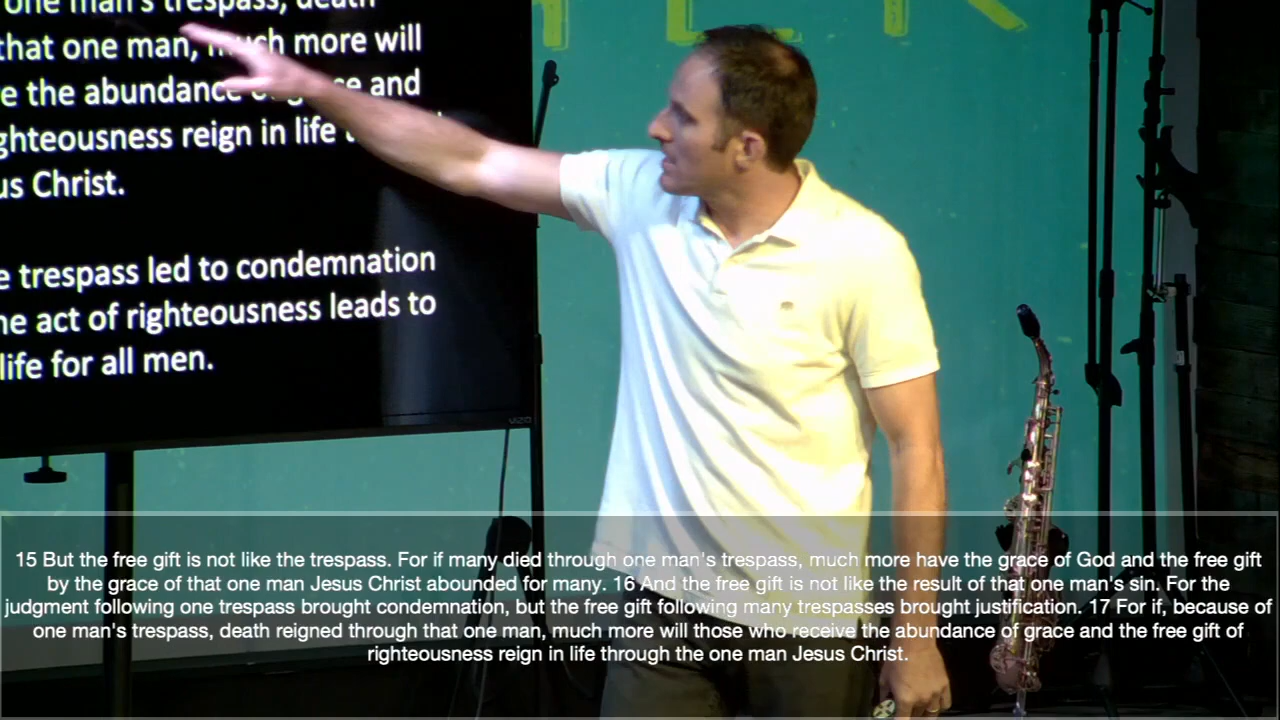 one man's trespass, death
that one man, much more will
e the abundance of grace and
ghteousness reign in life
us Christ.
e trespass led to condemnation
ne act of righteousness leads to
life for all men.
VIZIO
15 But the free gift is not like the trespass. For if many died through one man's trespass, much more have the grace of God and the free gift
by the grace of that one man Jesus Christ abounded for many. 16 And the free gift is not like the result of that one man's sin. For the
judgment following one trespass brought condemnation, but the free gift following many trespasses brought justification. 17 For if, because of
one man's trespass, death reigned through that one man, much more will those who receive the abundance of grace and the free gift of
righteousness reign in life through the one man Jesus Christ.